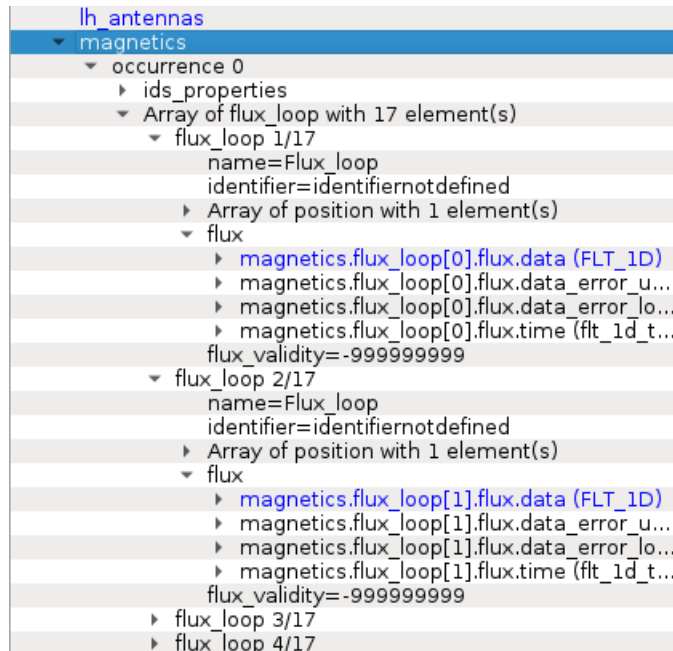 lh_antennas
magnetics
occurrence 0
ids_properties
Array of flux_loop with 17 element(s)
flux_loop 1/17
name=Flux_loop
identifier=identifiernotdefined
Array of position with 1 element(s)
flux
magnetics.flux_loop[0].flux.data (FLT_1D)
magnetics.flux_loop[0].flux.data_error_u...
magnetics.flux_loop[0].flux.data_error_lo...
magnetics.flux_loop[0].flux.time (flt_1d_t...
flux_validity=-999999999
flux_loop 2/17
name=Flux_loop
identifier=identifiernotdefined
Array of position with 1 element(s)
flux
magnetics.flux_loop[1].flux.data (FLT_1D)
magnetics.flux_loop[1].flux.data_error_u...
magnetics.flux_loop[1].flux.data_error_lo...
magnetics.flux_loop[1].flux.time (flt_1d_t...
flux_validity=-999999999
flux_loop 3/17
flux_loop 4/17